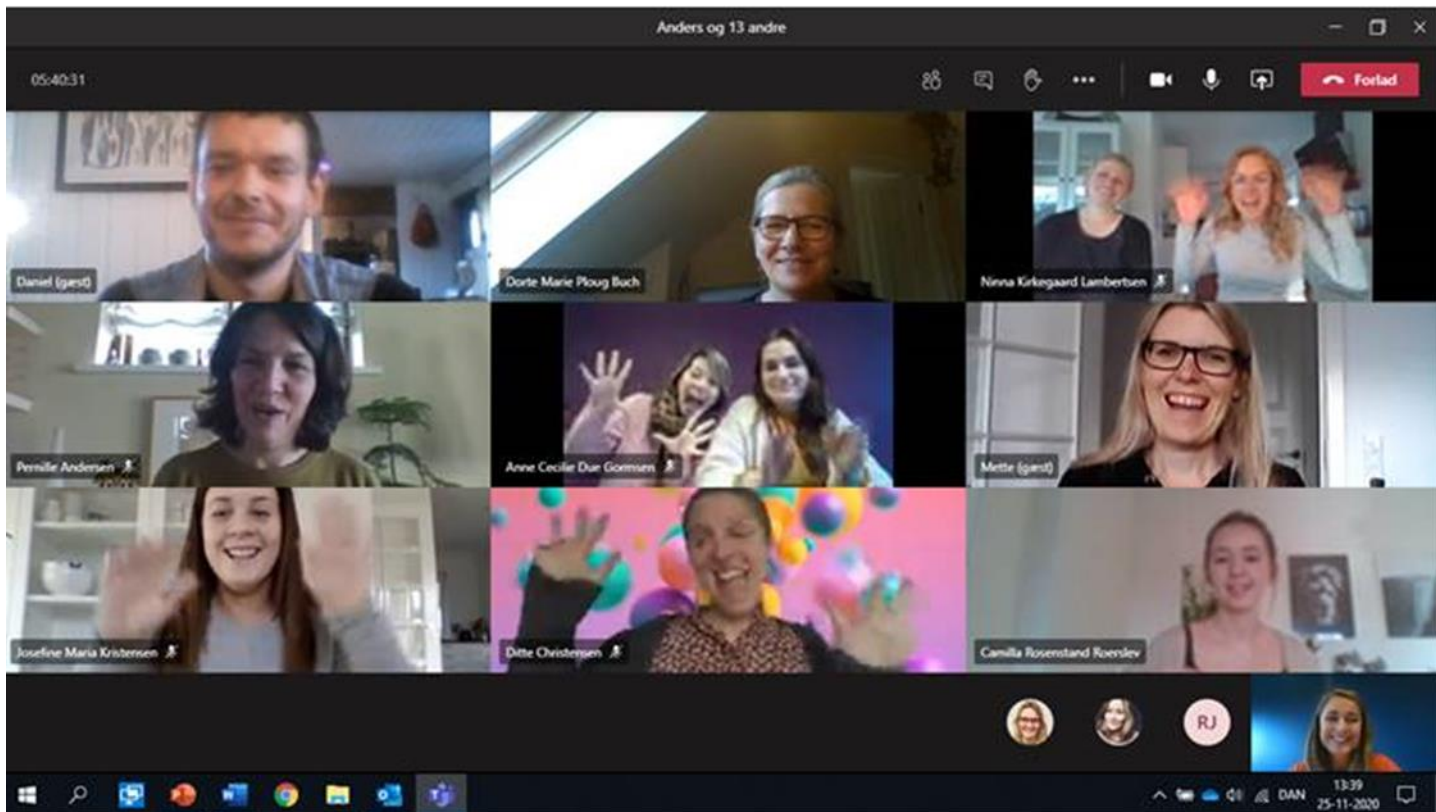 Anders og 13 andre
05:40:31
Forlad
Daniel (gæst)
Dorte Marie Ploug Buch
Ninna Kirkegaard Lambertsen
Pernille Andersen
Anne Cecilie Due Gormsen
Mette (gæst)
Josefine Maria Kristensen
Ditte Christensen
Camilla Rosenstand Roerslev
RJ
DAN
13:39
25-11-2020